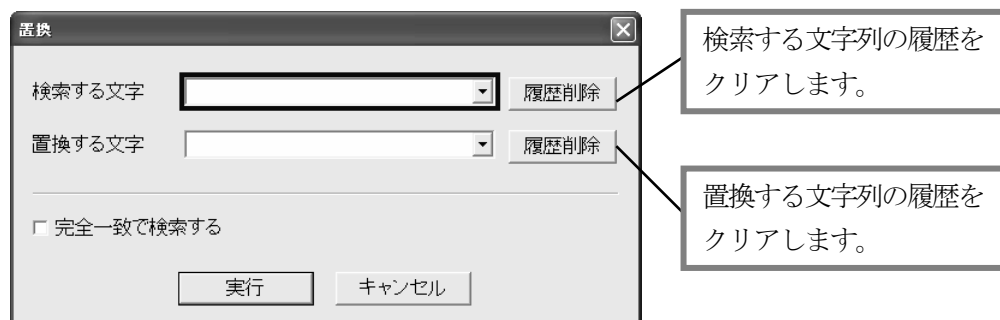 置換
検索する文字
履歴削除
置換する文字
履歴削除
完全一致で検索する
実行
キャンセル
検索する文字列の履歴を
クリアします。
置換する文字列の履歴を
クリアします。